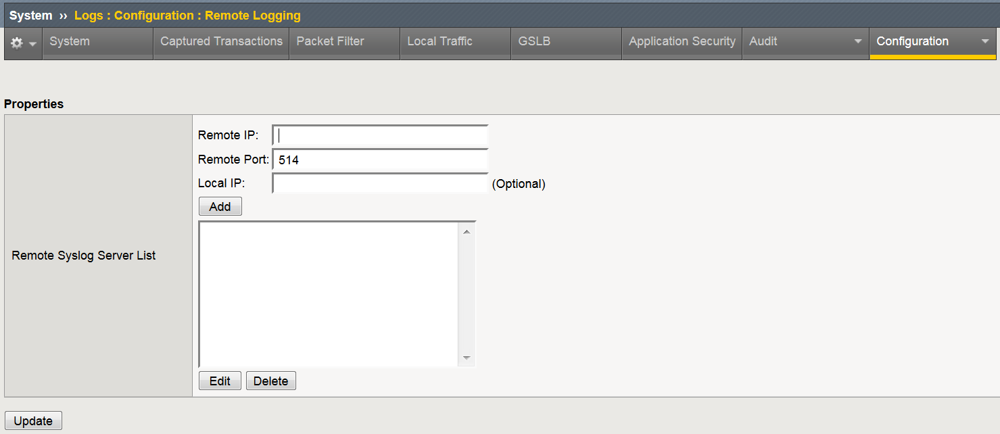 System ›› Logs : Configuration : Remote Logging
System Captured Transactions Packet Filter Local Traffic GSLB Application Security Audit Configuration
Properties
Remote IP:
Remote Port: 514
Local IP: (Optional)
Add
Remote Syslog Server List
Edit Delete
Update